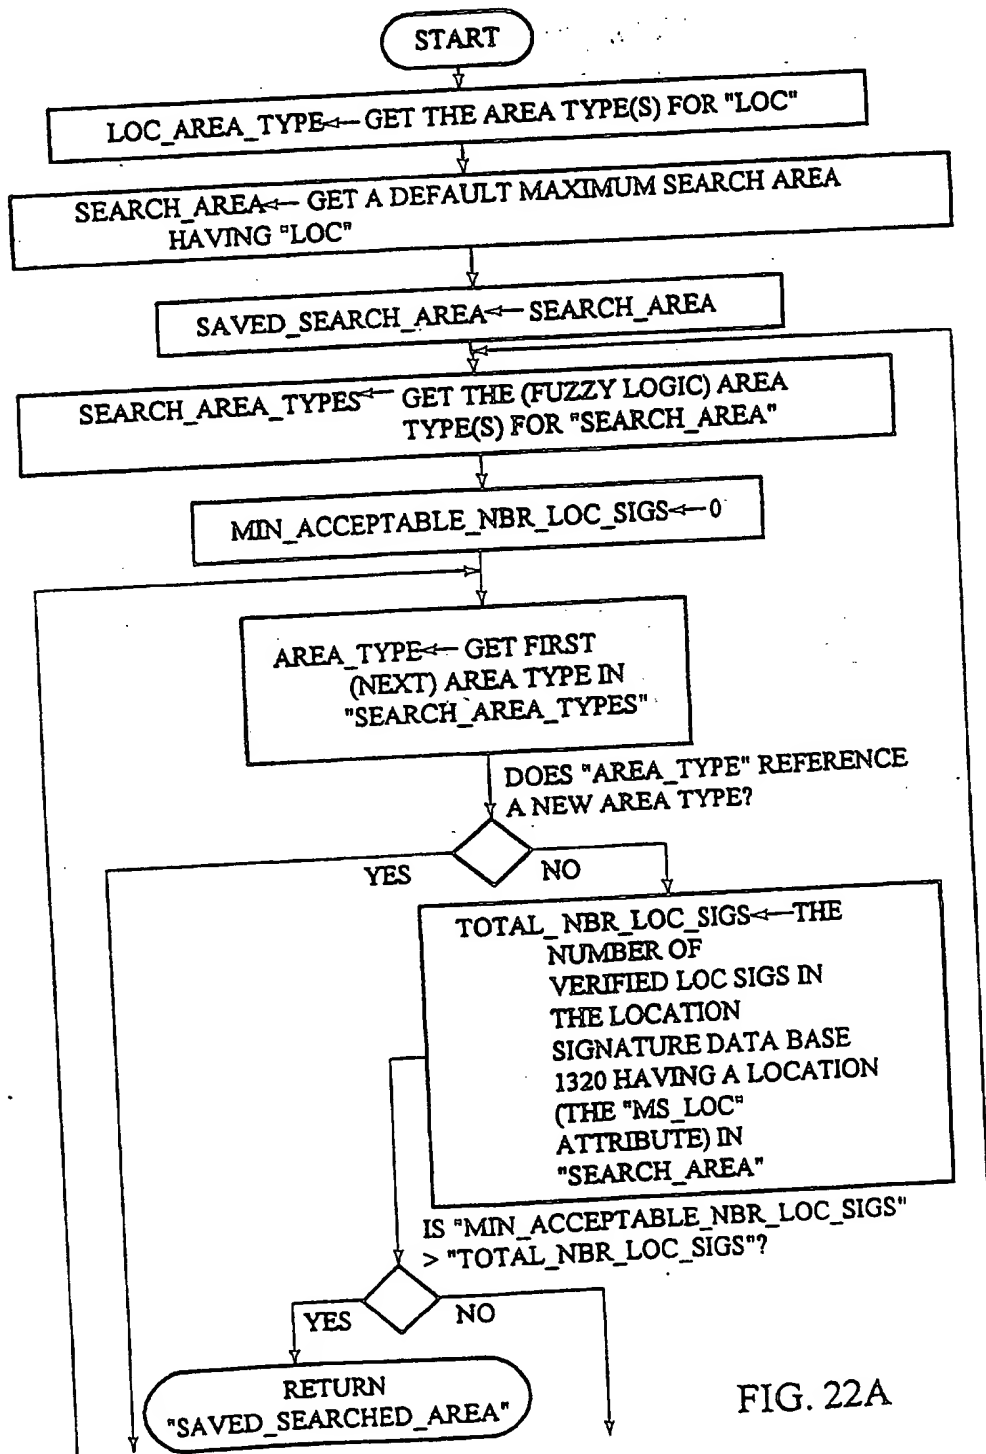 START
LOC_AREA_TYPE← GET THE AREA TYPE(S) FOR "LOC"
SEARCH_AREA← GET A DEFAULT MAXIMUM SEARCH AREA
HAVING "LOC"
SAVED_SEARCH_AREA← SEARCH_AREA
SEARCH_AREA_TYPES← GET THE (FUZZY LOGIC) AREA
TYPE(S) FOR "SEARCH_AREA"
MIN_ACCEPTABLE_NBR_LOC_SIGS←0
AREA_TYPE← GET FIRST
(NEXT) AREA TYPE IN
"SEARCH_AREA_TYPES"
DOES "AREA_TYPE" REFERENCE
A NEW AREA TYPE?
YES
NO
TOTAL_NBR_LOC_SIGS←THE
NUMBER OF
VERIFIED LOC SIGS IN
THE LOCATION
SIGNATURE DATA BASE
1320 HAVING A LOCATION
(THE "MS_LOC"
ATTRIBUTE) IN
"SEARCH_AREA"
IS "MIN_ACCEPTABLE_NBR_LOC_SIGS"
> "TOTAL_NBR_LOC_SIGS"?
YES
NO
RETURN
"SAVED_SEARCHED_AREA"
FIG. 22A